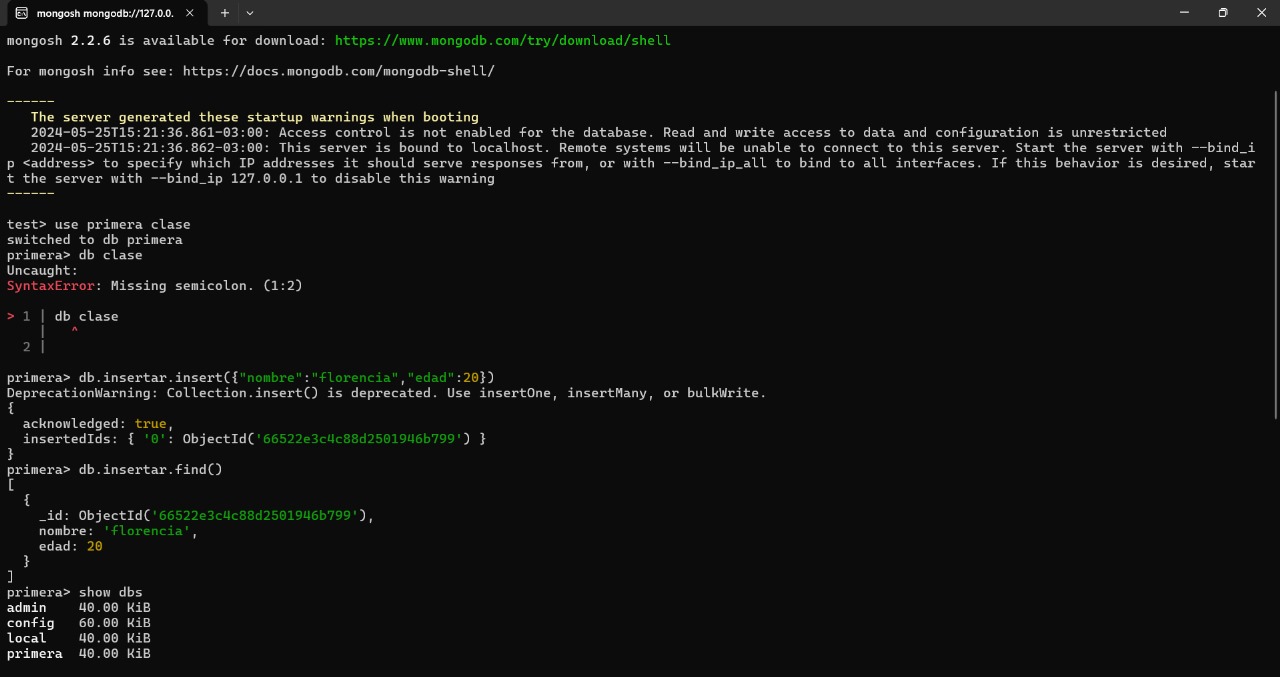 mongosh mongodb://127.0.0.
mongosh 2.2.6 is available for download: https://www.mongodb.com/try/download/shell
For mongosh info see: https://docs.mongodb.com/mongodb-shell/
------
The server generated these startup warnings when booting
2024-05-25T15:21:36.861-03:00: Access control is not enabled for the database. Read and write access to data and configuration is unrestricted
2024-05-25T15:21:36.862-03:00: This server is bound to localhost. Remote systems will be unable to connect to this server. Start the server with --bind_i
p <address> to specify which IP addresses it should serve responses from, or with --bind_ip_all to bind to all interfaces. If this behavior is desired, star
t the server with --bind_ip 127.0.0.1 to disable this warning
------
test> use primera clase
switched to db primera
primera> db clase
Uncaught:
SyntaxError: Missing semicolon. (1:2)
> 1 | db clase
|   ^
2 |
primera> db.insertar.insert({"nombre":"florencia","edad":20})
DeprecationWarning: Collection.insert() is deprecated. Use insertOne, insertMany, or bulkWrite.
{
acknowledged: true,
insertedIds: { '0': ObjectId('66522e3c4c88d2501946b799') }
}
primera> db.insertar.find()
[
{
_id: ObjectId('66522e3c4c88d2501946b799'),
nombre: 'florencia',
edad: 20
}
]
primera> show dbs
admin    40.00 KiB
config   60.00 KiB
local    40.00 KiB
primera  40.00 KiB